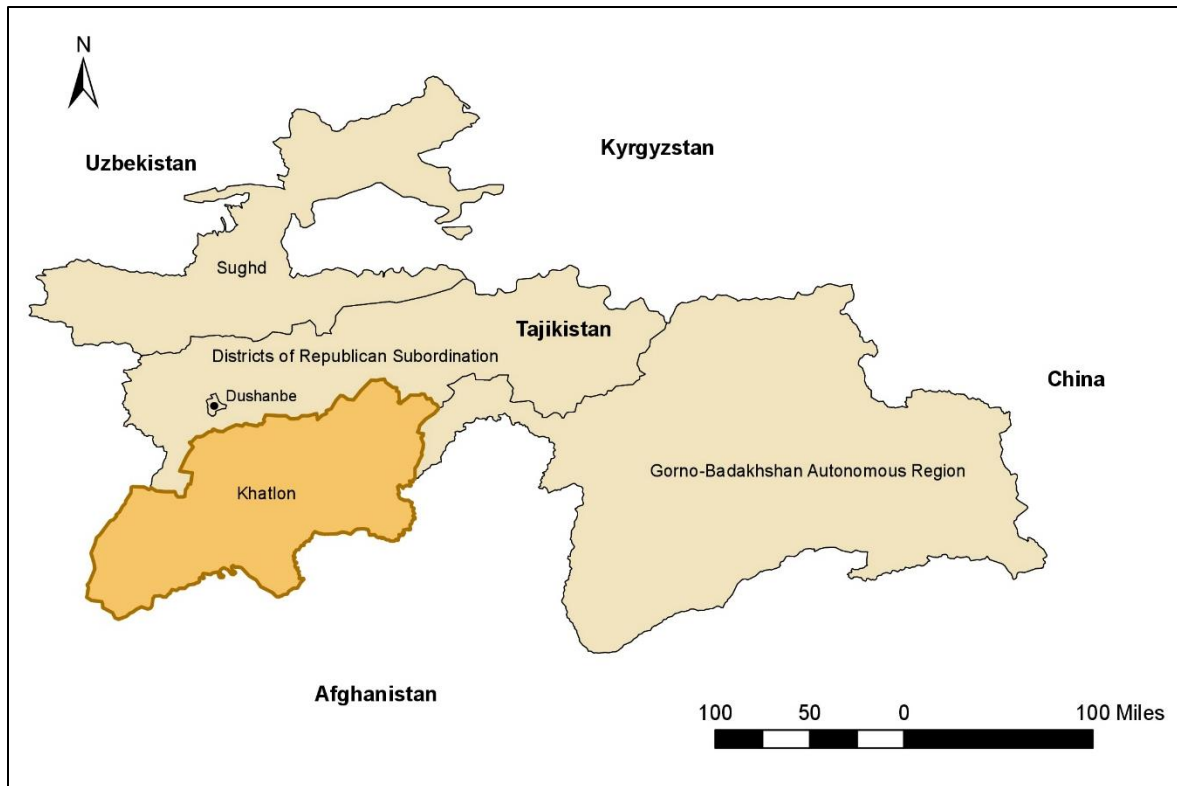 N
Uzbekistan
Kyrgyzstan
Sughd
Tajikistan
Districts of Republican Subordination
China
Dushanbe
Gorno-Badakhshan Autonomous Region
Khatlon
Afghanistan
100 50 0 100 Miles